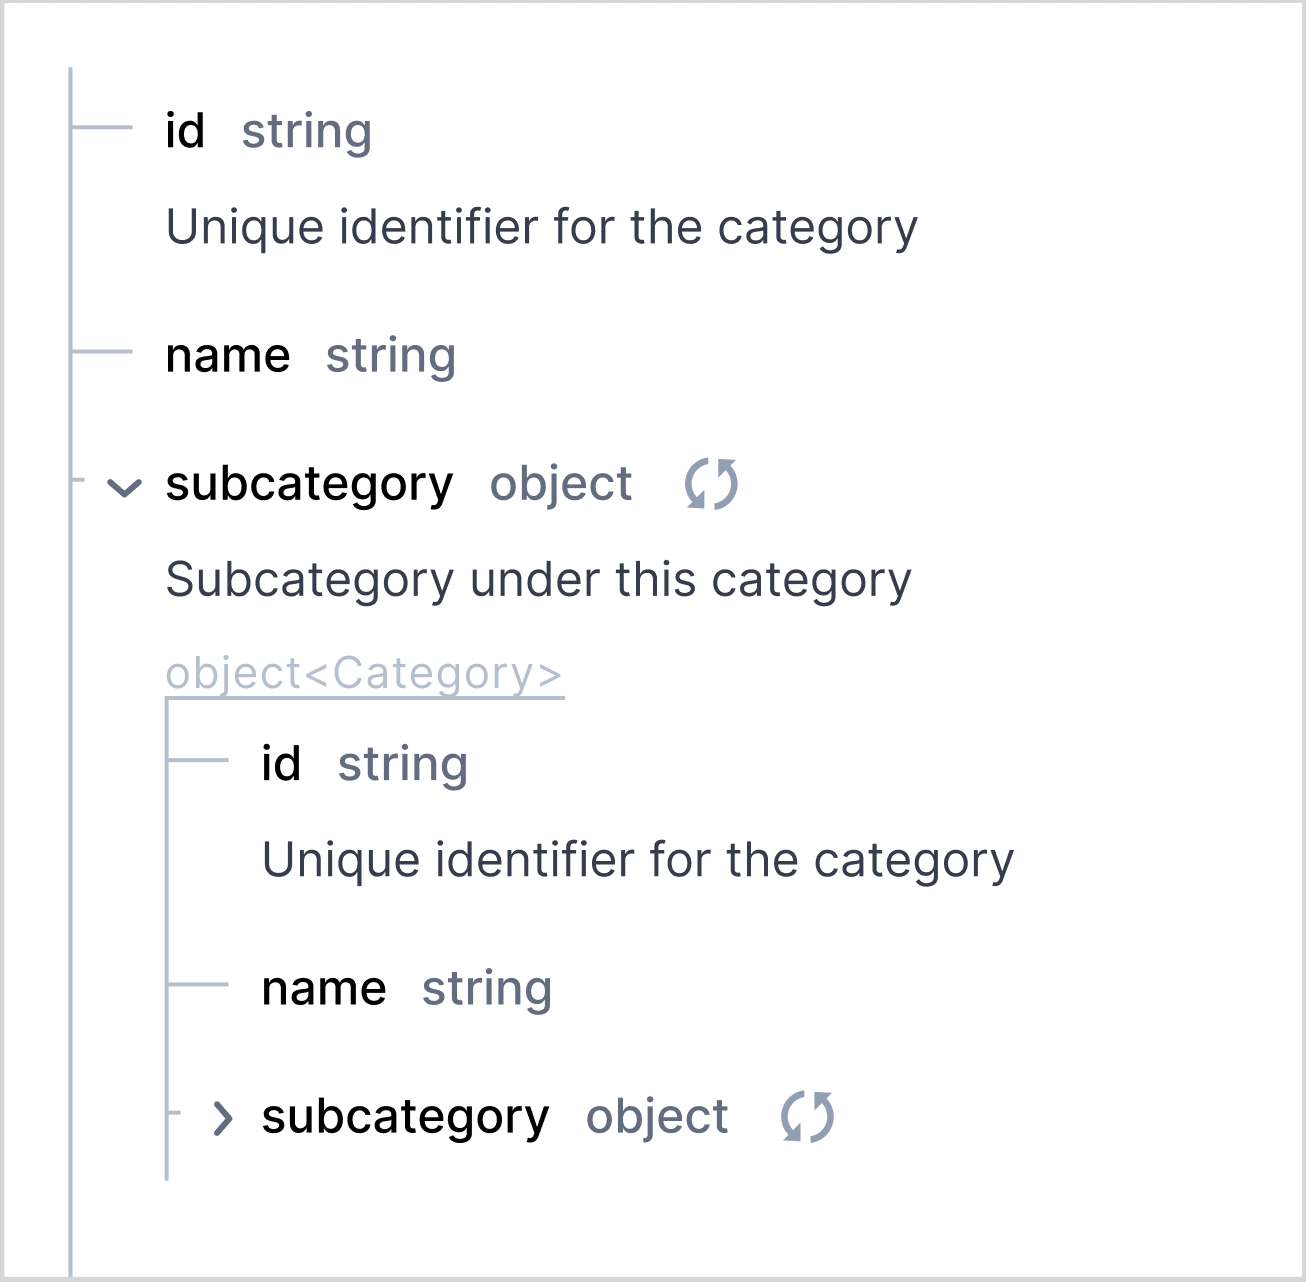 id string
Unique identifier for the category
name string
subcategory object
Subcategory under this category
object<Category>
id string
Unique identifier for the category
name string
subcategory object